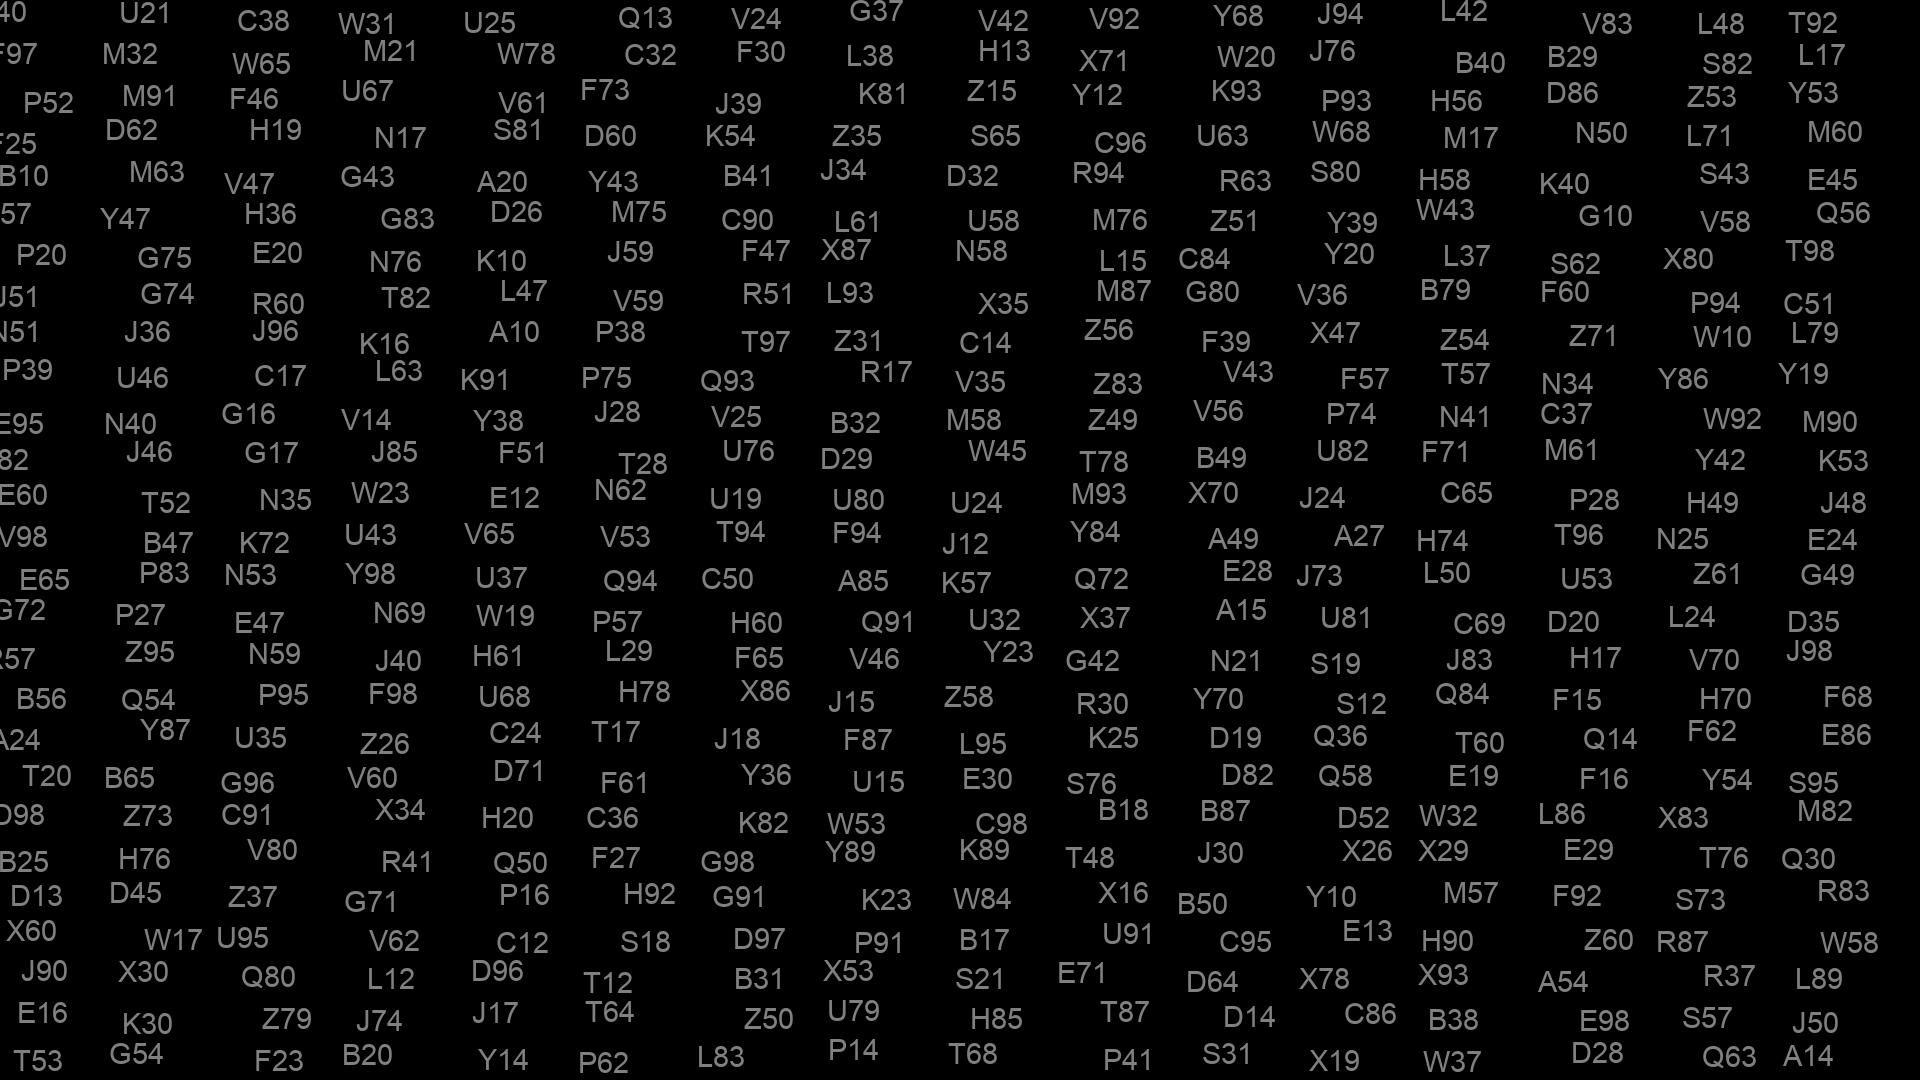 40 U21 C38 W31 U25 Q13 V24 G37 V42 V92 Y68 J94 L42 V83 L48 T92
F97 M32 W65 M21 W78 C32 F30 L38 H13 X71 W20 J76 B40 B29 S82 L17
P52 M91 F46 U67 V61 F73 J39 K81 Z15 Y12 K93 P93 H56 D86 Z53 Y53
F25 D62 H19 N17 S81 D60 K54 Z35 S65 C96 U63 W68 M17 N50 L71 M60
B10 M63 V47 G43 A20 Y43 B41 J34 D32 R94 R63 S80 H58 K40 S43 E45
57 Y47 H36 G83 D26 M75 C90 L61 U58 M76 Z51 Y39 W43 G10 V58 Q56
P20 G75 E20 N76 K10 J59 F47 X87 N58 L15 C84 Y20 L37 S62 X80 T98
J51 G74 R60 T82 L47 V59 R51 L93 X35 M87 G80 V36 B79 F60 P94 C51
N51 J36 J96 K16 A10 P38 T97 Z31 C14 Z56 F39 X47 Z54 Z71 W10 L79
P39 U46 C17 L63 K91 P75 Q93 R17 V35 Z83 V43 F57 T57 N34 Y86 Y19
E95 N40 G16 V14 Y38 J28 V25 B32 M58 Z49 V56 P74 N41 C37 W92 M90
82 J46 G17 J85 F51 T28 U76 D29 W45 T78 B49 U82 F71 M61 Y42 K53
E60 T52 N35 W23 E12 N62 U19 U80 U24 M93 X70 J24 C65 P28 H49 J48
V98 B47 K72 U43 V65 V53 T94 F94 J12 Y84 A49 A27 H74 T96 N25 E24
E65 P83 N53 Y98 U37 Q94 C50 A85 K57 Q72 E28 J73 L50 U53 Z61 G49
G72 P27 E47 N69 W19 P57 H60 Q91 U32 X37 A15 U81 C69 D20 L24 D35
R57 Z95 N59 J40 H61 L29 F65 V46 Y23 G42 N21 S19 J83 H17 V70 J98
B56 Q54 P95 F98 U68 H78 X86 J15 Z58 R30 Y70 S12 Q84 F15 H70 F68
A24 Y87 U35 Z26 C24 T17 J18 F87 L95 K25 D19 Q36 T60 Q14 F62 E86
T20 B65 G96 V60 D71 F61 Y36 U15 E30 S76 D82 Q58 E19 F16 Y54 S95
D98 Z73 C91 X34 H20 C36 K82 W53 C98 B18 B87 D52 W32 L86 X83 M82
B25 H76 V80 R41 Q50 F27 G98 Y89 K89 T48 J30 X26 X29 E29 T76 Q30
D13 D45 Z37 G71 P16 H92 G91 K23 W84 X16 B50 Y10 M57 F92 S73 R83
X60 W17 U95 V62 C12 S18 D97 P91 B17 U91 C95 E13 H90 Z60 R87 W58
J90 X30 Q80 L12 D96 T12 B31 X53 S21 E71 D64 X78 X93 A54 R37 L89
E16 K30 Z79 J74 J17 T64 Z50 U79 H85 T87 D14 C86 B38 E98 S57 J50
T53 G54 F23 B20 Y14 P62 L83 P14 T68 P41 S31 X19 W37 D28 Q63 A14